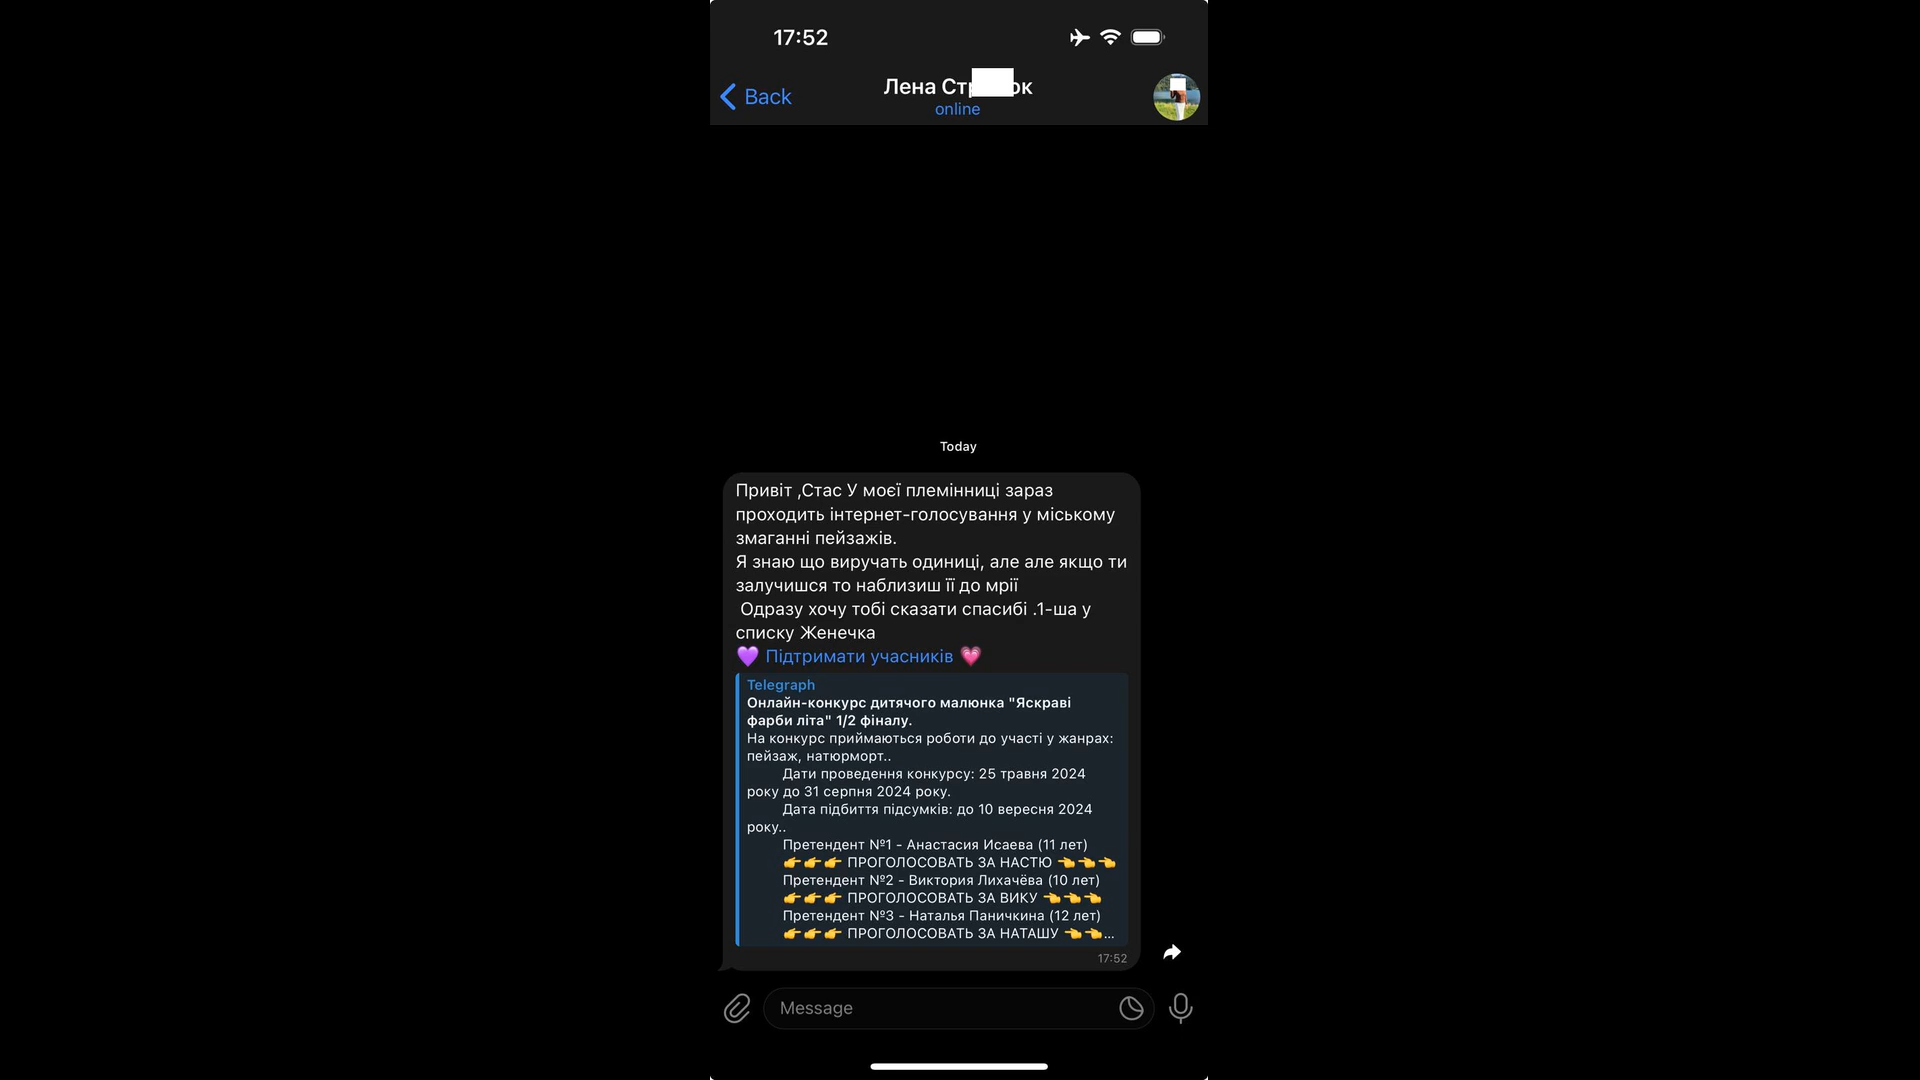 17:52
Back
Лена Ст ок
online
Today
Привіт ,Стас У моєї племінниці зараз
проходить інтернет-голосування у міському
змаганні пейзажів.
Я знаю що виручать одиниці, але але якщо ти
залучишся то наблизиш її до мрії
Одразу хочу тобі сказати спасибі .1-ша у
списку Женечка
💜 Підтримати учасників 💗
Telegraph
Онлайн-конкурс дитячого малюнка "Яскраві
фарби літа" 1/2 фіналу.
На конкурс приймаються роботи до участі у жанрах:
пейзаж, натюрморт..
Дати проведення конкурсу: 25 травня 2024
року до 31 серпня 2024 року.
Дата підбиття підсумків: до 10 вересня 2024
року..
Претендент №1 - Анастасия Исаева (11 лет)
👉👉👉 ПРОГОЛОСОВАТЬ ЗА НАСТЮ 👈👈👈
Претендент №2 - Виктория Лихачёва (10 лет)
👉👉👉 ПРОГОЛОСОВАТЬ ЗА ВИКУ 👈👈👈
Претендент №3 - Наталья Паничкина (12 лет)
👉👉👉 ПРОГОЛОСОВАТЬ ЗА НАТАШУ 👈👈...
17:52
Message